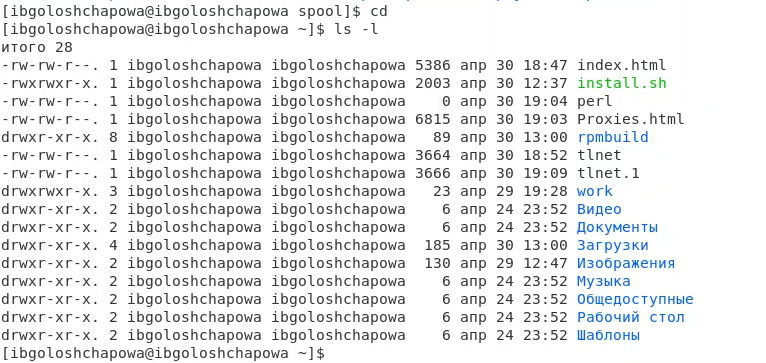 [ibgoloshchapowa@ibgoloshchapowa spool]$ cd
[ibgoloshchapowa@ibgoloshchapowa ~]$ ls -l
итого 28
-rw-rw-r--. 1 ibgoloshchapowa ibgoloshchapowa 5386 апр 30 18:47 index.html
-rwxrwxr-x. 1 ibgoloshchapowa ibgoloshchapowa 2003 апр 30 12:37 install.sh
-rw-rw-r--. 1 ibgoloshchapowa ibgoloshchapowa    0 апр 30 19:04 perl
-rw-rw-r--. 1 ibgoloshchapowa ibgoloshchapowa 6815 апр 30 19:03 Proxies.html
drwxr-xr-x. 8 ibgoloshchapowa ibgoloshchapowa   89 апр 30 13:00 rpmbuild
-rw-rw-r--. 1 ibgoloshchapowa ibgoloshchapowa 3664 апр 30 18:52 tlnet
-rw-rw-r--. 1 ibgoloshchapowa ibgoloshchapowa 3666 апр 30 19:09 tlnet.1
drwxrwxr-x. 3 ibgoloshchapowa ibgoloshchapowa   23 апр 29 19:28 work
drwxr-xr-x. 2 ibgoloshchapowa ibgoloshchapowa    6 апр 24 23:52 Видео
drwxr-xr-x. 2 ibgoloshchapowa ibgoloshchapowa    6 апр 24 23:52 Документы
drwxr-xr-x. 4 ibgoloshchapowa ibgoloshchapowa  185 апр 30 13:00 Загрузки
drwxr-xr-x. 2 ibgoloshchapowa ibgoloshchapowa  130 апр 29 12:47 Изображения
drwxr-xr-x. 2 ibgoloshchapowa ibgoloshchapowa    6 апр 24 23:52 Музыка
drwxr-xr-x. 2 ibgoloshchapowa ibgoloshchapowa    6 апр 24 23:52 Общедоступные
drwxr-xr-x. 2 ibgoloshchapowa ibgoloshchapowa    6 апр 24 23:52 Рабочий стол
drwxr-xr-x. 2 ibgoloshchapowa ibgoloshchapowa    6 апр 24 23:52 Шаблоны
[ibgoloshchapowa@ibgoloshchapowa ~]$